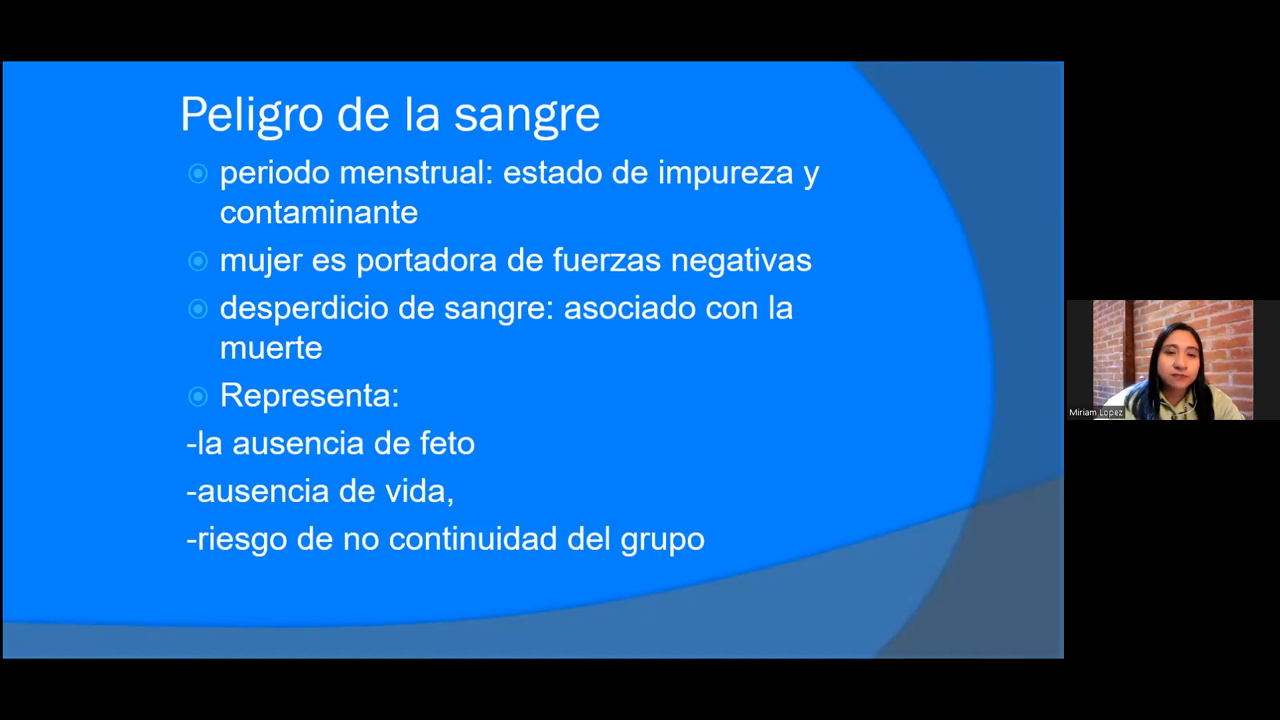 Peligro de la sangre
periodo menstrual: estado de impureza y
contaminante
mujer es portadora de fuerzas negativas
desperdicio de sangre: asociado con la
muerte
Representa:
-la ausencia de feto
-ausencia de vida,
-riesgo de no continuidad del grupo
Miriam Lopez